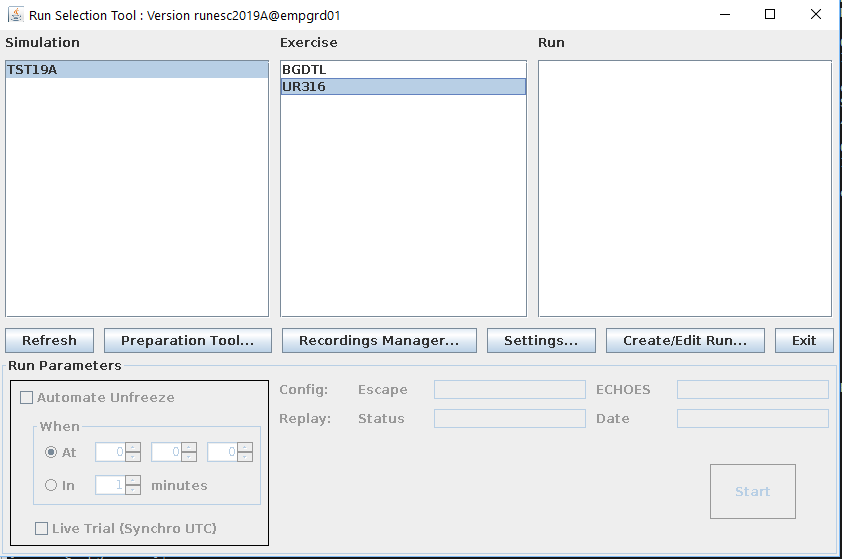 Run Selection Tool : Version runesc2019A@empgrd01
Simulation Exercise Run
TST19A BGDTL
UR316
Refresh Preparation Tool... Recordings Manager... Settings... Create/Edit Run... Exit
Run Parameters
Automate Unfreeze Config: Escape ECHOES
Replay: Status Date
When
At 0 0 0
In 1 minutes
Start
Live Trial (Synchro UTC)